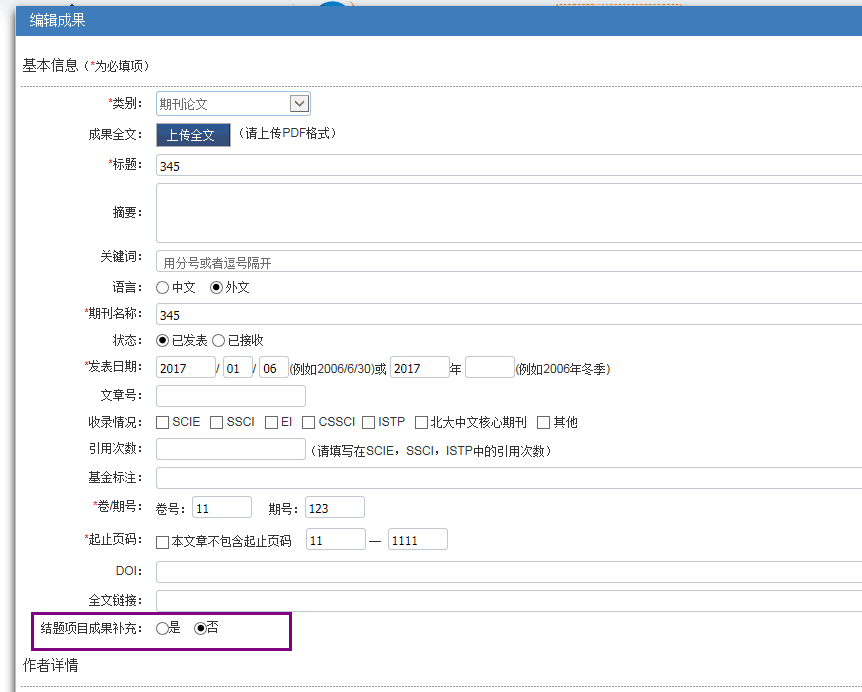 编辑成果
基本信息（*为必填项）
*类别： 期刊论文
成果全文： 上传全文 （请上传PDF格式）
*标题： 345
摘要：
关键词： 用分号或者逗号隔开
语言： 中文 外文
*期刊名称： 345
状态： 已发表 已接收
*发表日期： 2017 / 01 / 06 (例如2006/6/30)或 2017 年 (例如2006年冬季)
文章号：
收录情况： SCIE SSCI EI CSSCI ISTP 北大中文核心期刊 其他
引用次数： （请填写在SCIE，SSCI，ISTP中的引用次数）
基金标注：
*卷/期号： 卷号： 11 期号： 123
*起止页码： 本文章不包含起止页码 11 — 1111
DOI：
全文链接：
结题项目成果补充： 是 否
作者详情